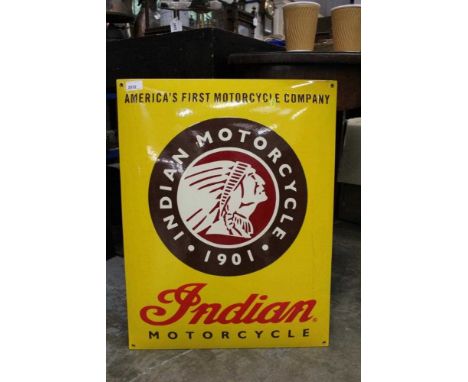 AMERICA'S FIRST MOTORCYCLE COMPANY
INDIAN MOTORCYCLE
• 1901 •
Indian®
MOTORCYCLE